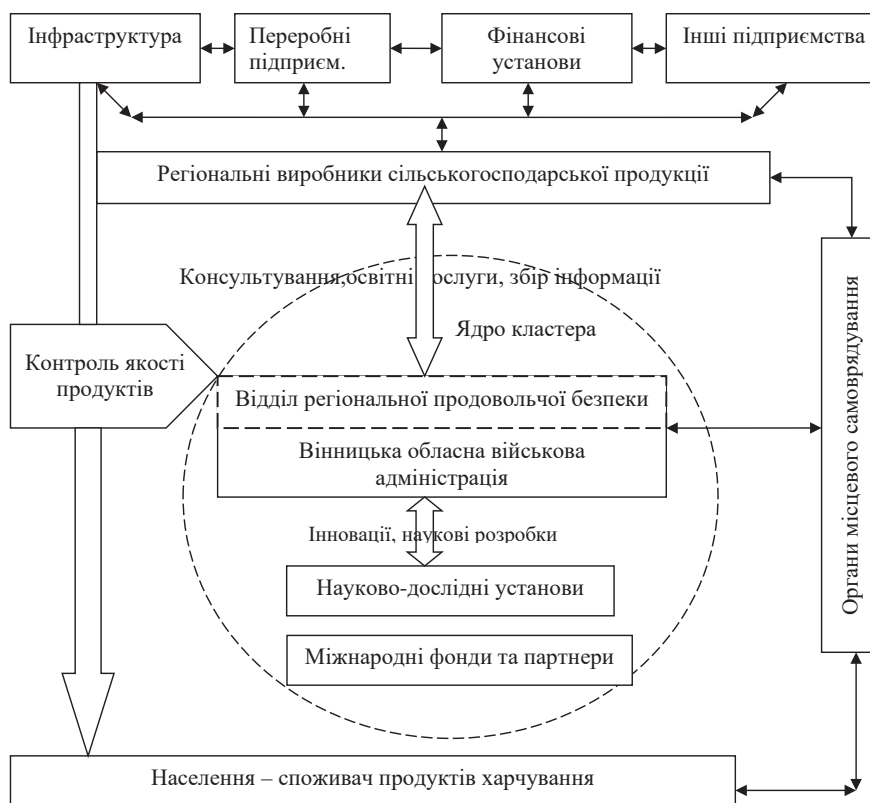 Інфраструктура
Переробні
підприєм.
Фінансові
установи
Інші підприємства
Регіональні виробники сільськогосподарської продукції
Консультування,освітні послуги, збір інформації
Ядро кластера
Контроль якості
продуктів
Відділ регіональної продовольчої безпеки
Вінницька обласна військова
адміністрація
Органи місцевого самоврядування
Інновації, наукові розробки
Науково-дослідні установи
Міжнародні фонди та партнери
Населення – споживач продуктів харчування